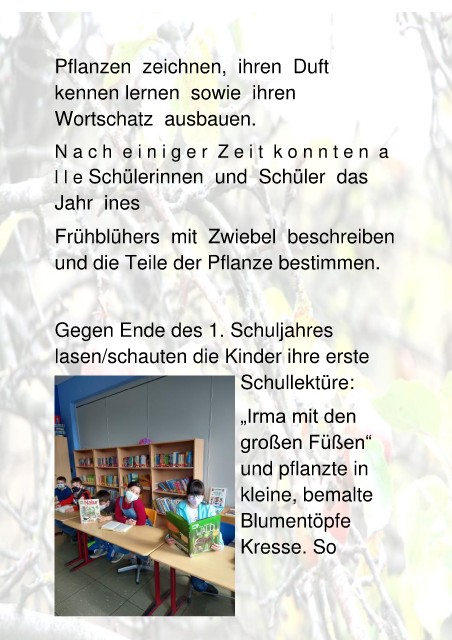 Pflanzen zeichnen, ihren Duft
kennen lernen sowie ihren
Wortschatz ausbauen.
Nach einiger Zeit konnten a
lle Schülerinnen und Schüler das
Jahr ines
Frühblühers mit Zwiebel beschreiben
und die Teile der Pflanze bestimmen.
Gegen Ende des 1. Schuljahres
lasen/schauten die Kinder ihre erste
Schullektüre:
„Irma mit den
großen Füßen“
und pflanzte in
kleine, bemalte
Blumentöpfe
Kresse. So